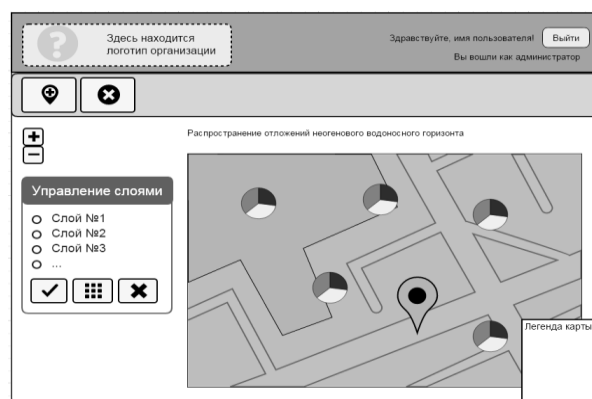 Здесь находится
логотип организации
Здравствуйте, имя пользователя!
Выйти
Вы вошли как администратор
Распространение отложений неогенового водоносного горизонта
Управление слоями
Слой №1
Слой №2
Слой №3
...
Легенда карты